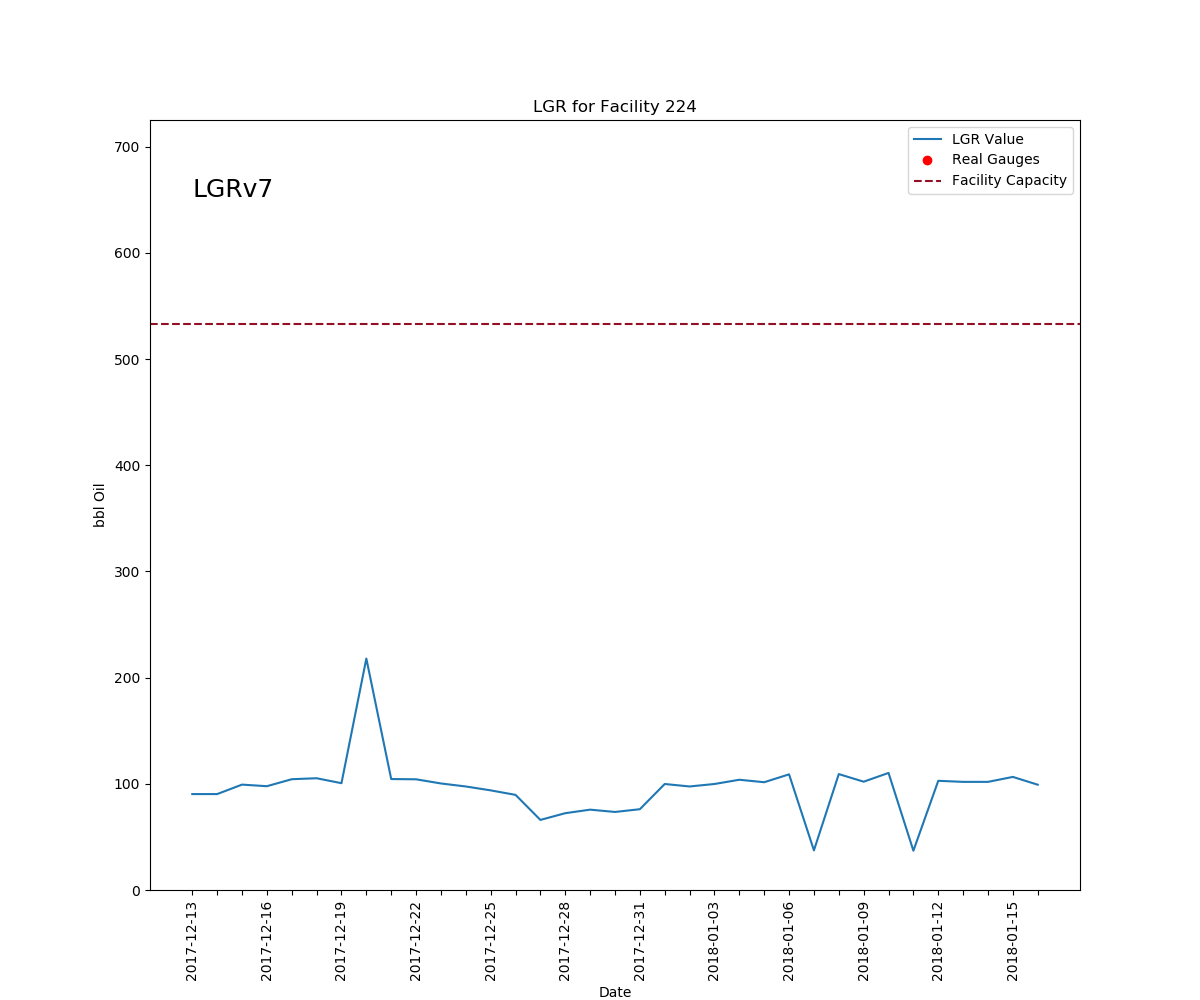 LGR for Facility 224
LGR Value
Real Gauges
Facility Capacity
LGRv7
700
600
500
400
300
200
100
0
bbl Oil
2017-12-13
2017-12-16
2017-12-19
2017-12-22
2017-12-25
2017-12-28
2017-12-31
2018-01-03
2018-01-06
2018-01-09
2018-01-12
2018-01-15
Date